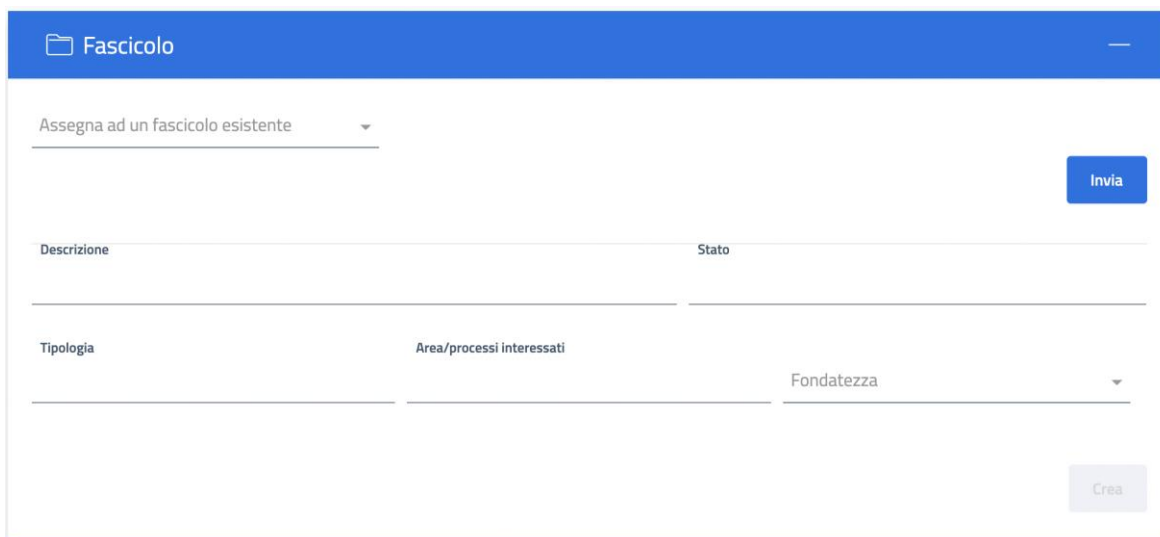 Fascicolo
Assegna ad un fascicolo esistente
Invia
Descrizione Stato
Tipologia Area/processi interessati
Fondatezza
Crea